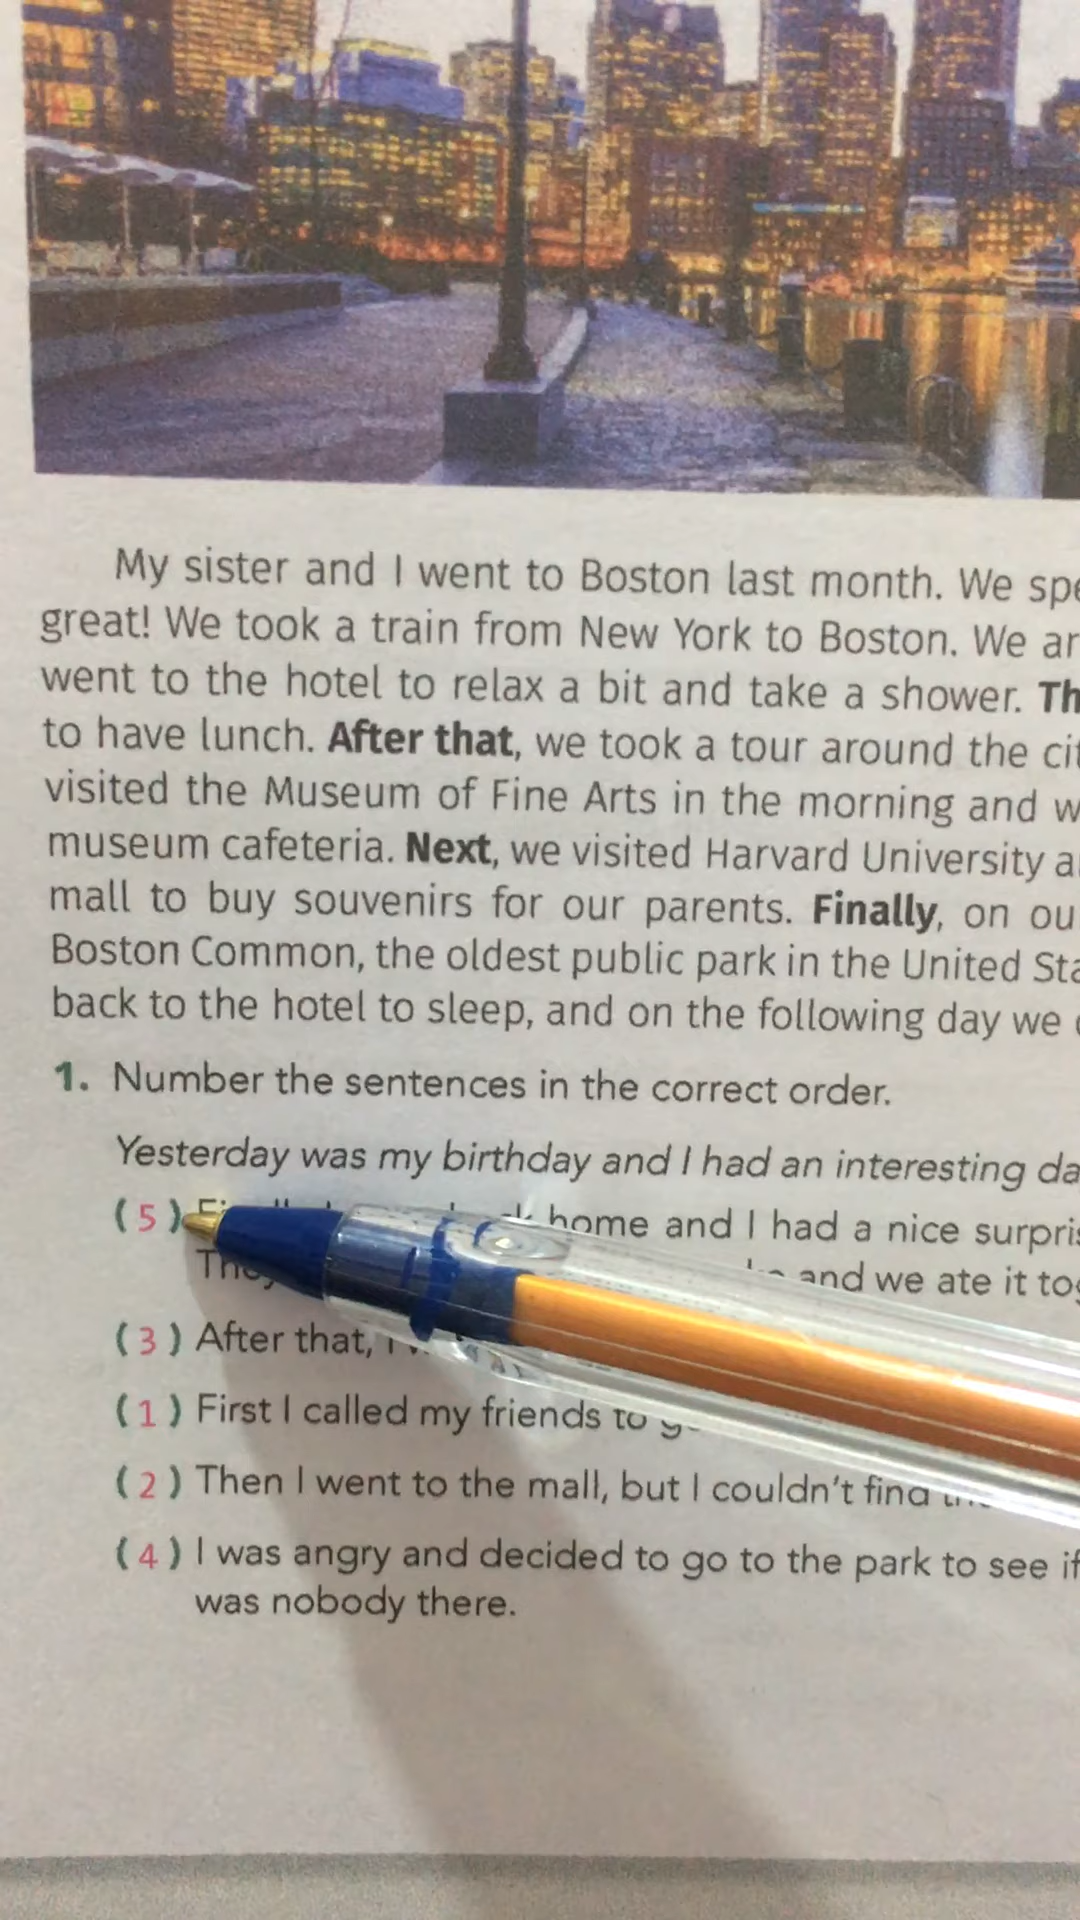 My sister and I went to Boston last month. We
great! We took a train from New York to Boston. We
went to the hotel to relax a bit and take a shower.
to have lunch. After that, we took a tour around the
visited the Museum of Fine Arts in the morning and
museum cafeteria. Next, we visited Harvard University
mall to buy souvenirs for our parents. Finally, on
Boston Common, the oldest public park in the United
back to the hotel to sleep, and on the following day we
1. Number the sentences in the correct order.
Yesterday was my birthday and I had an interesting
(5) home and I had a nice
and we ate it
(3) After that,
(1) First I called my friends to
(2) Then I went to the mall, but I couldn't find
(4) I was angry and decided to go to the park to see if
was nobody there.